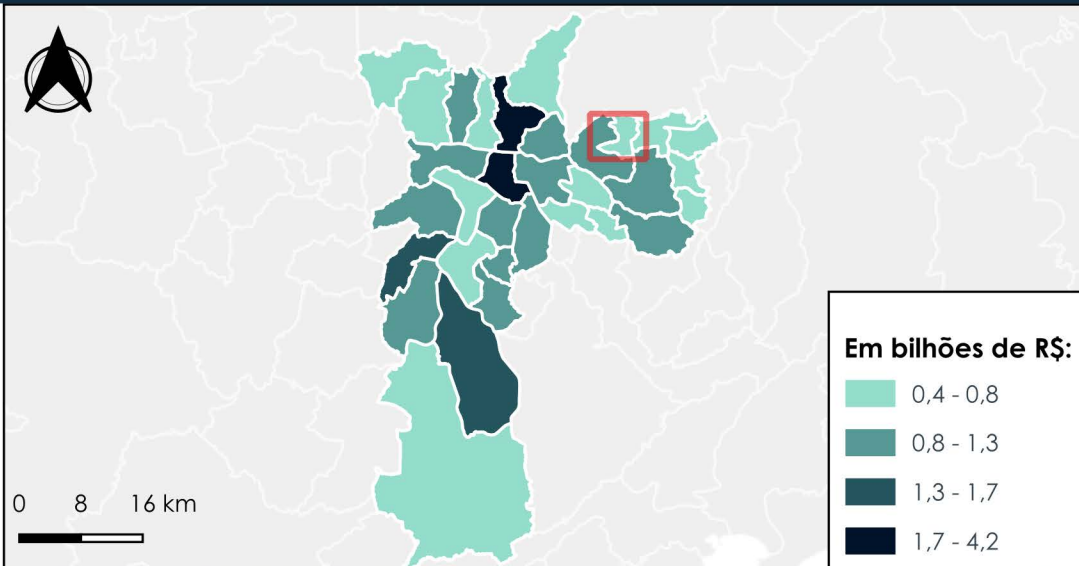 Em bilhões de R$:
0,4 - 0,8
0,8 - 1,3
1,3 - 1,7
1,7 - 4,2
0 8 16 km